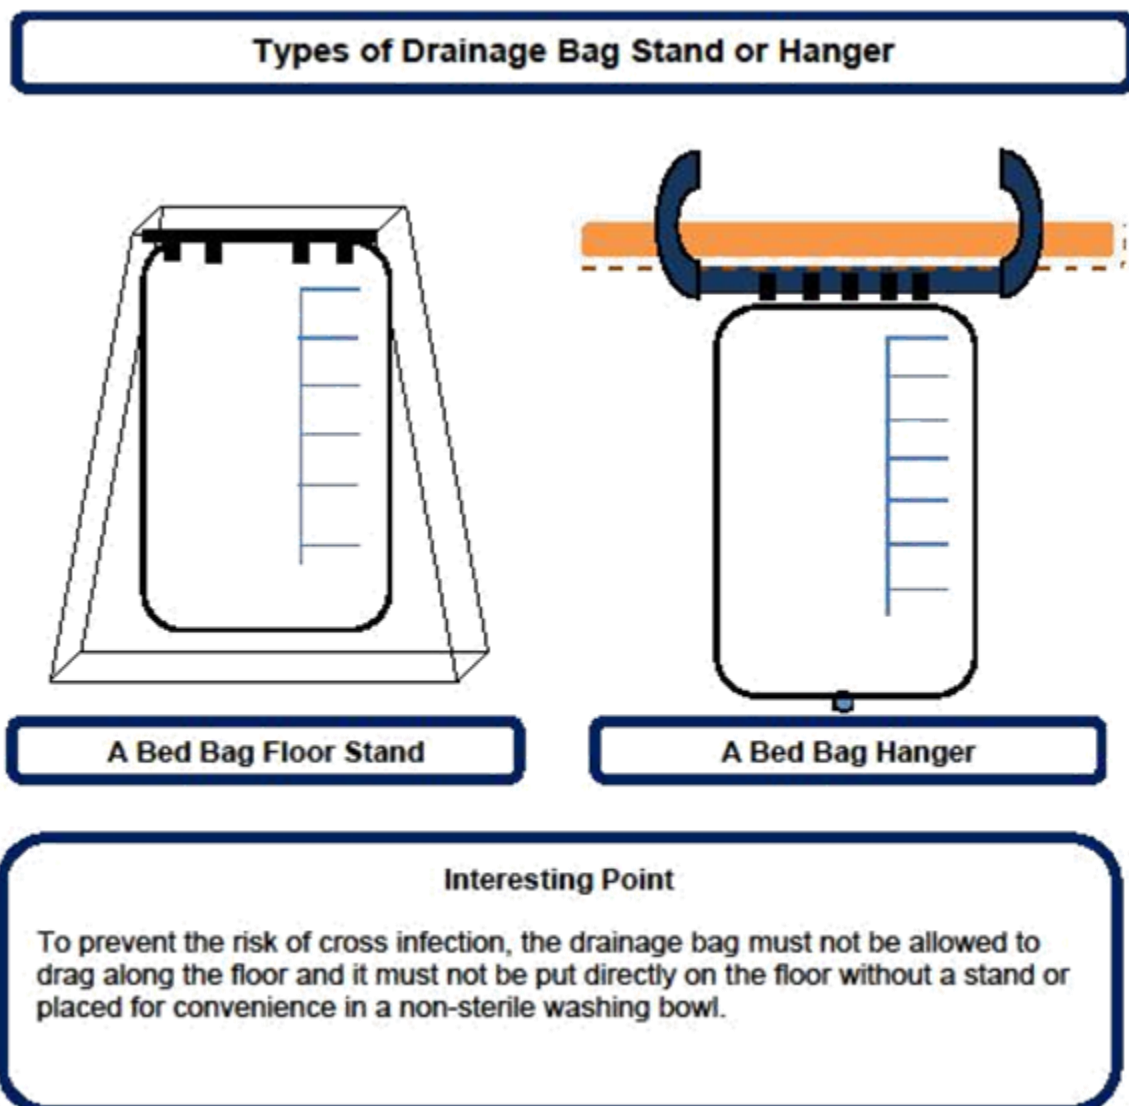 Types of Drainage Bag Stand or Hanger
A Bed Bag Floor Stand
A Bed Bag Hanger
Interesting Point
To prevent the risk of cross infection, the drainage bag must not be allowed to
drag along the floor and it must not be put directly on the floor without a stand or
placed for convenience in a non-sterile washing bowl.